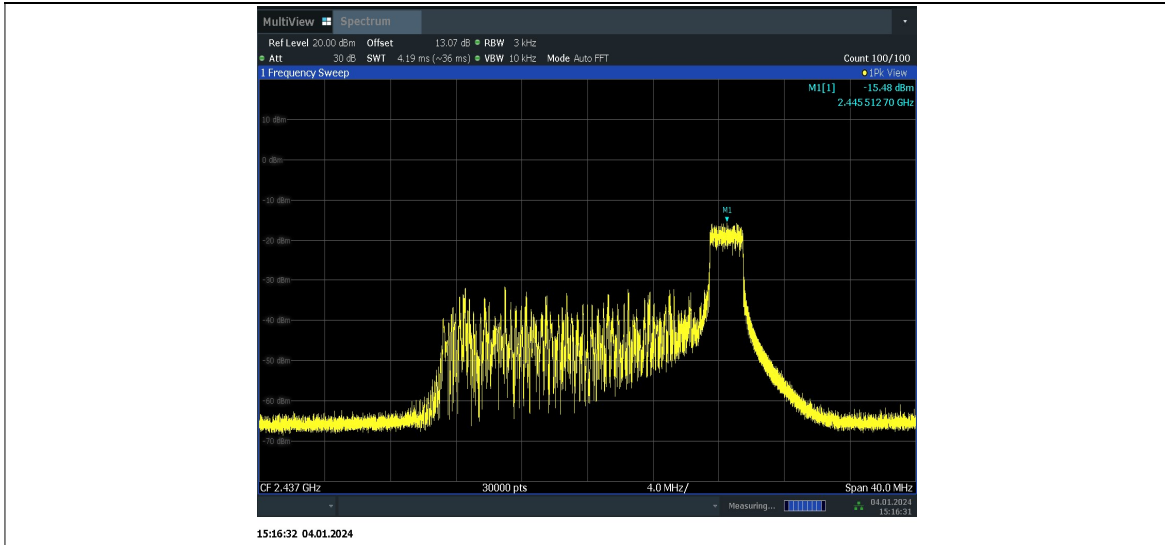 MultiView Spectrum
Ref Level 20.00 dBm Offset 13.07 dB RBW 3 kHz
Att 30 dB SWT 4.19 ms (~36 ms) VBW 10 kHz Mode Auto FFT Count 100/100
1 Frequency Sweep 1Pk View
M1[1] -15.48 dBm
2.445 512 70 GHz
10 dBm
0 dBm
-10 dBm
M1
-20 dBm
-30 dBm
-40 dBm
-50 dBm
-60 dBm
-70 dBm
CF 2.437 GHz 30000 pts 4.0 MHz/ Span 40.0 MHz
Measuring... 04.01.2024
15:16:31
15:16:32 04.01.2024